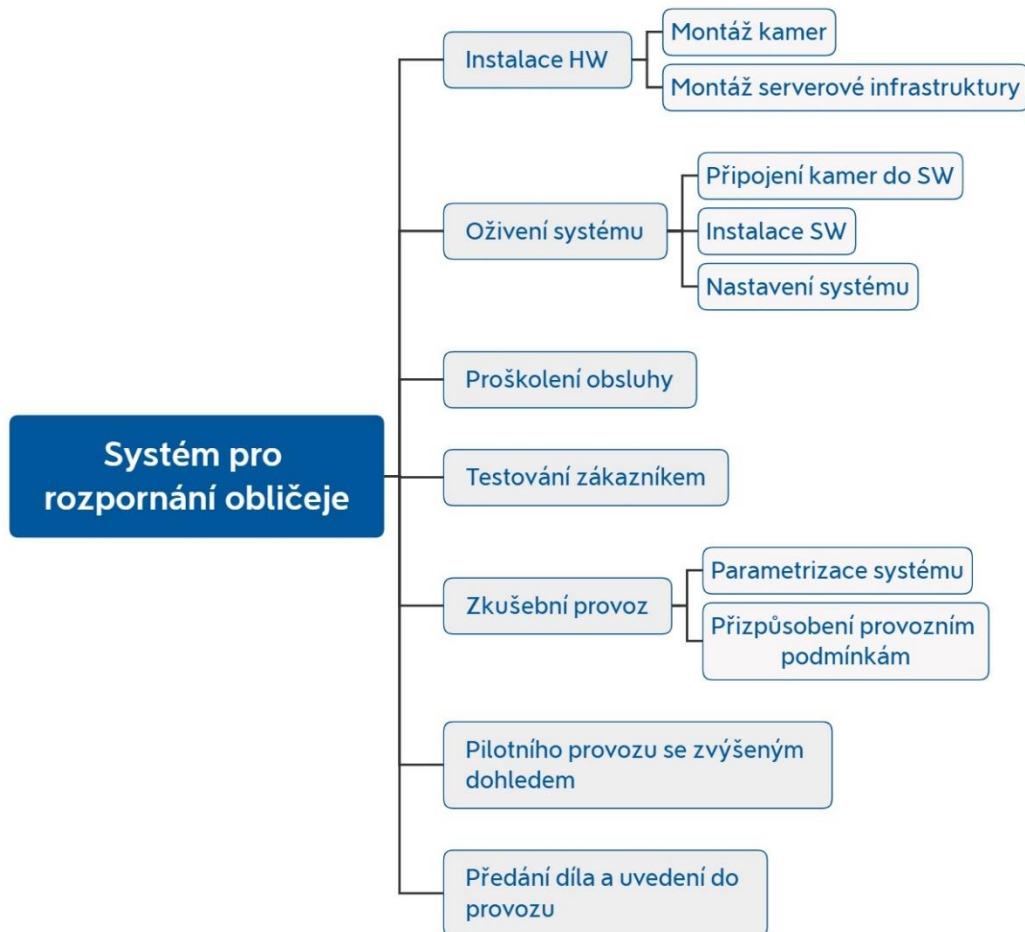 Systém pro
rozpornání obličeje
Instalace HW
Montáž kamer
Montáž serverové infrastruktury
Oživení systému
Připojení kamer do SW
Instalace SW
Nastavení systému
Proškolení obsluhy
Testování zákazníkem
Zkušební provoz
Parametrizace systému
Přizpůsobení provozním
podmínkám
Pilotního provozu se zvýšeným
dohledem
Předání díla a uvedení do
provozu